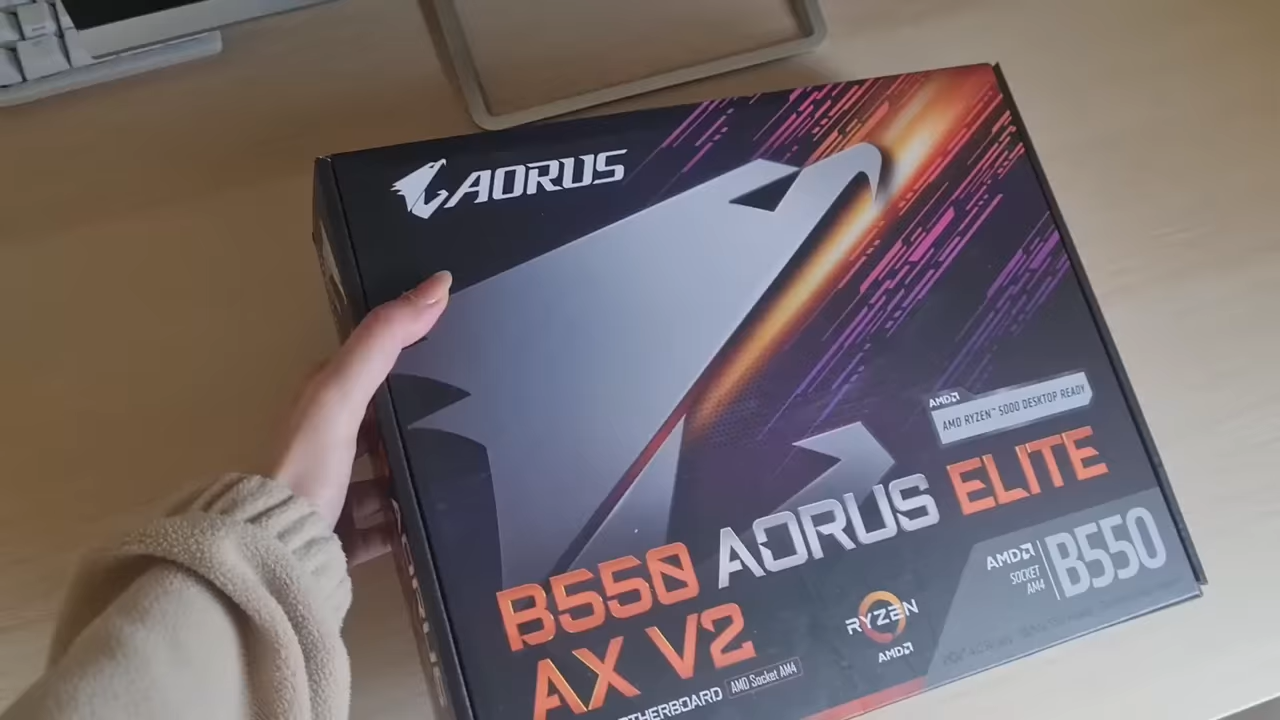 AORUS
AMD
AMD RYZEN™ 5000 DESKTOP READY
B550 AORUS ELITE
AX V2
AMD
SOCKET
AM4
B550
RYZEN
AMD
AMD Socket AM4